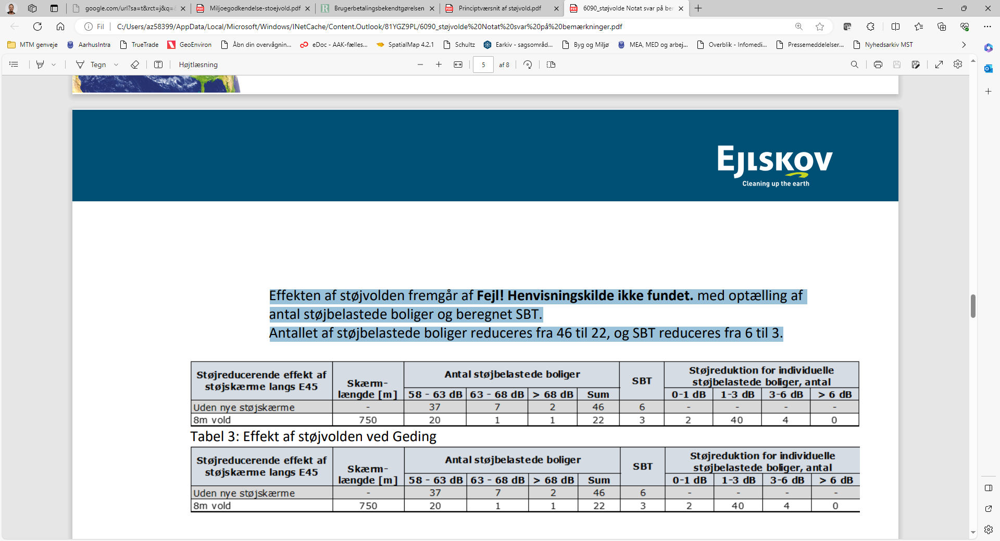 google.com/url?sa=t&rct=j&q=
Miljoegodkendelse-stoejvold.pdf
Brugerbetalingsbekendtgørelsen
Principtværsnit af støjvold.pdf
6090_støjvolde Notat svar på be
Fil
C:/Users/az58399/AppData/Local/Microsoft/Windows/INetCache/Content.Outlook/81YGZ9PL/6090_støjvolde%20Notat%20svar%20på%20bemærkninger.pdf
MTM genveje
AarhusIntra
TrueTrade
GeoEnviron
Åbn din overvågnin...
eDoc - AAK-fælles...
SpatialMap 4.2.1
Schultz
Earkiv - sagsområd...
Byg og Miljø
MEA, MED og arbej...
Overblik - Infomedi...
Pressemeddelelser...
Nyhedsarkiv MST
Tegn
Højtlæsning
5 af 8
EJLSKOV
Cleaning up the earth
Effekten af støjvolden fremgår af Fejl! Henvisningskilde ikke fundet. med optælling af
antal støjbelastede boliger og beregnet SBT.
Antallet af støjbelastede boliger reduceres fra 46 til 22, og SBT reduceres fra 6 til 3.
Støjreducerende effekt af
støjskærme langs E45
Skærm-
længde [m]
Antal støjbelastede boliger
SBT
Støjreduktion for individuelle
støjbelastede boliger, antal
58 - 63 dB 63 - 68 dB > 68 dB Sum 0-1 dB 1-3 dB 3-6 dB > 6 dB
Uden nye støjskærme - 37 7 2 46 6 - - - -
8m vold 750 20 1 1 22 3 2 40 4 0
Tabel 3: Effekt af støjvolden ved Geding
Støjreducerende effekt af
støjskærme langs E45
Skærm-
længde [m]
Antal støjbelastede boliger
SBT
Støjreduktion for individuelle
støjbelastede boliger, antal
58 - 63 dB 63 - 68 dB > 68 dB Sum 0-1 dB 1-3 dB 3-6 dB > 6 dB
Uden nye støjskærme - 37 7 2 46 6 - - - -
8m vold 750 20 1 1 22 3 2 40 4 0